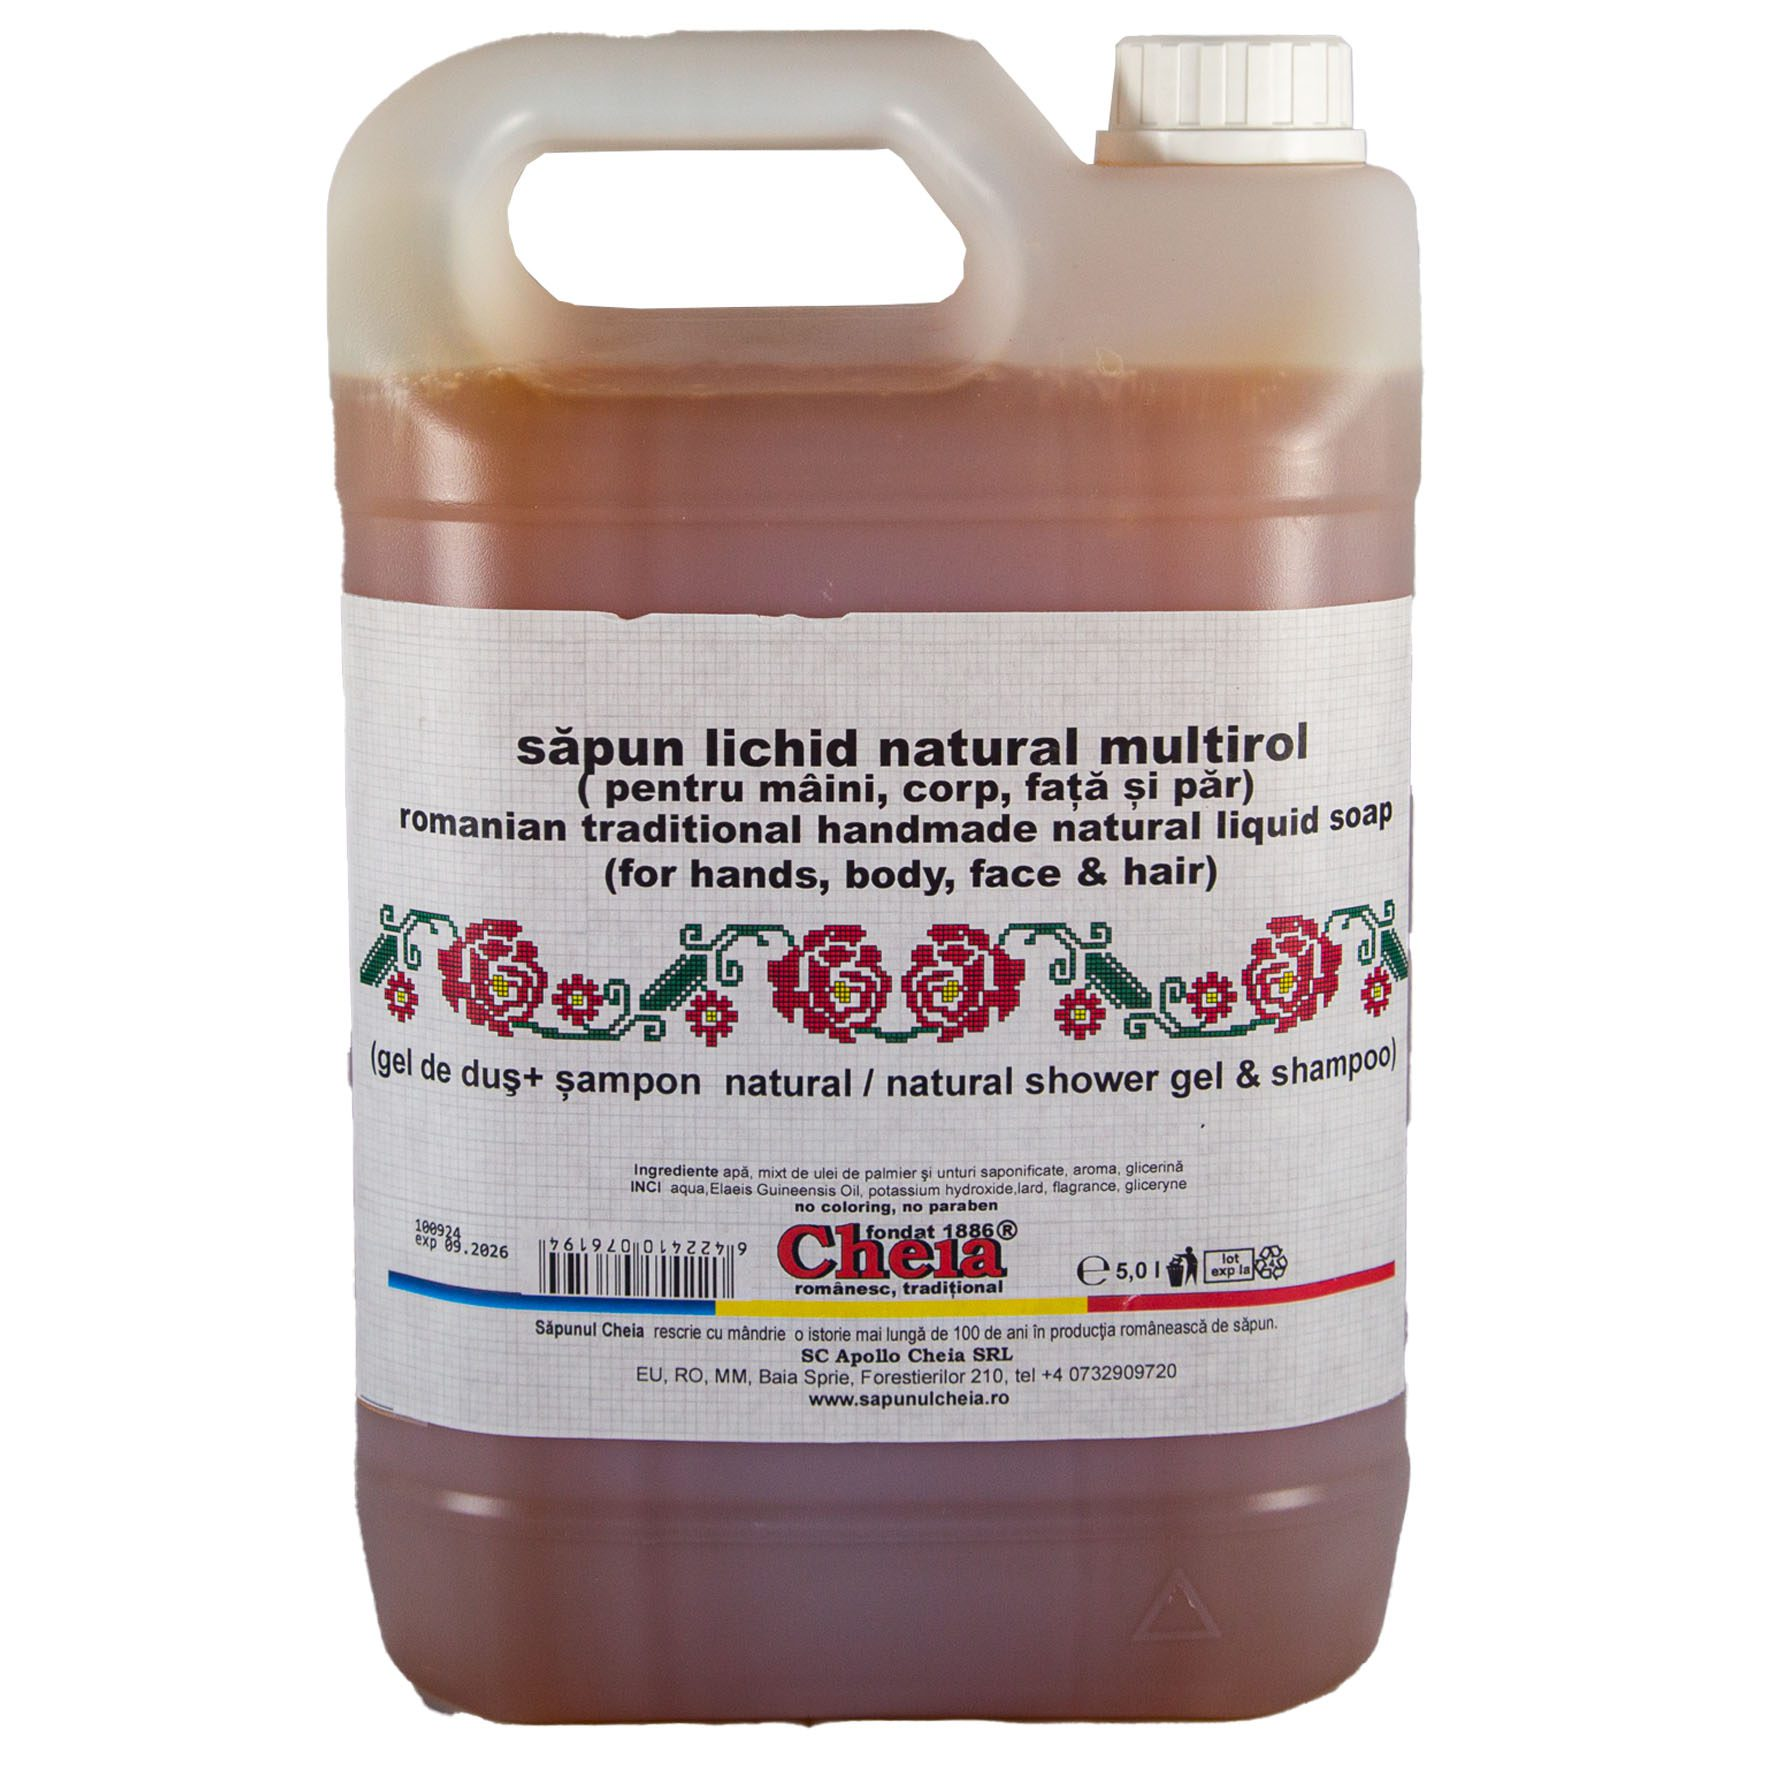 săpun lichid natural multirol
( pentru mâini, corp, față și păr)
romanian traditional handmade natural liquid soap
(for hands, body, face & hair)
(gel de duş+ șampon natural / natural shower gel & shampoo)
Ingrediente apă, mixt de ulei de palmier şi unturi saponificate, aroma, glicerină
INCI aqua,Elaeis Guineensis Oil, potassium hydroxide,lard, flagrance, gliceryne
no coloring, no paraben
100924
exp 09.2026
6422410076194
fondat 1886®
Cheia
românesc, tradițional
℮ 5,0 l
lot
exp la
Săpunul Cheia rescrie cu mândrie o istorie mai lungă de 100 de ani în producţia românească de săpun.
SC Apollo Cheia SRL
EU, RO, MM, Baia Sprie, Forestierilor 210, tel +4 0732909720
www.sapunulcheia.ro